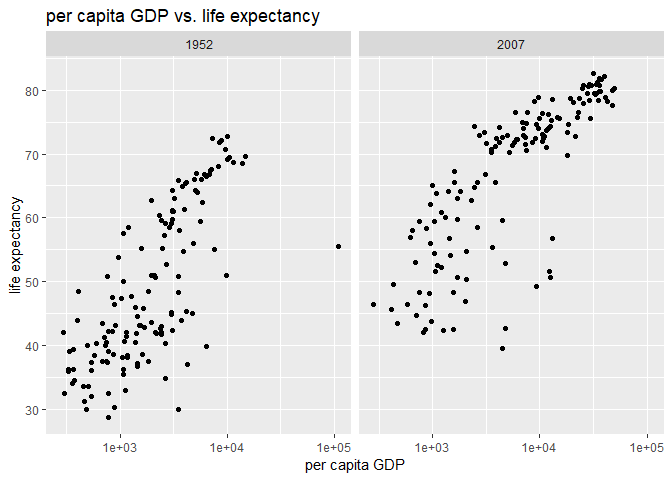 per capita GDP vs. life expectancy
1952
2007
life expectancy
80
70
60
50
40
30
1e+03
1e+04
1e+05
1e+03
1e+04
1e+05
per capita GDP